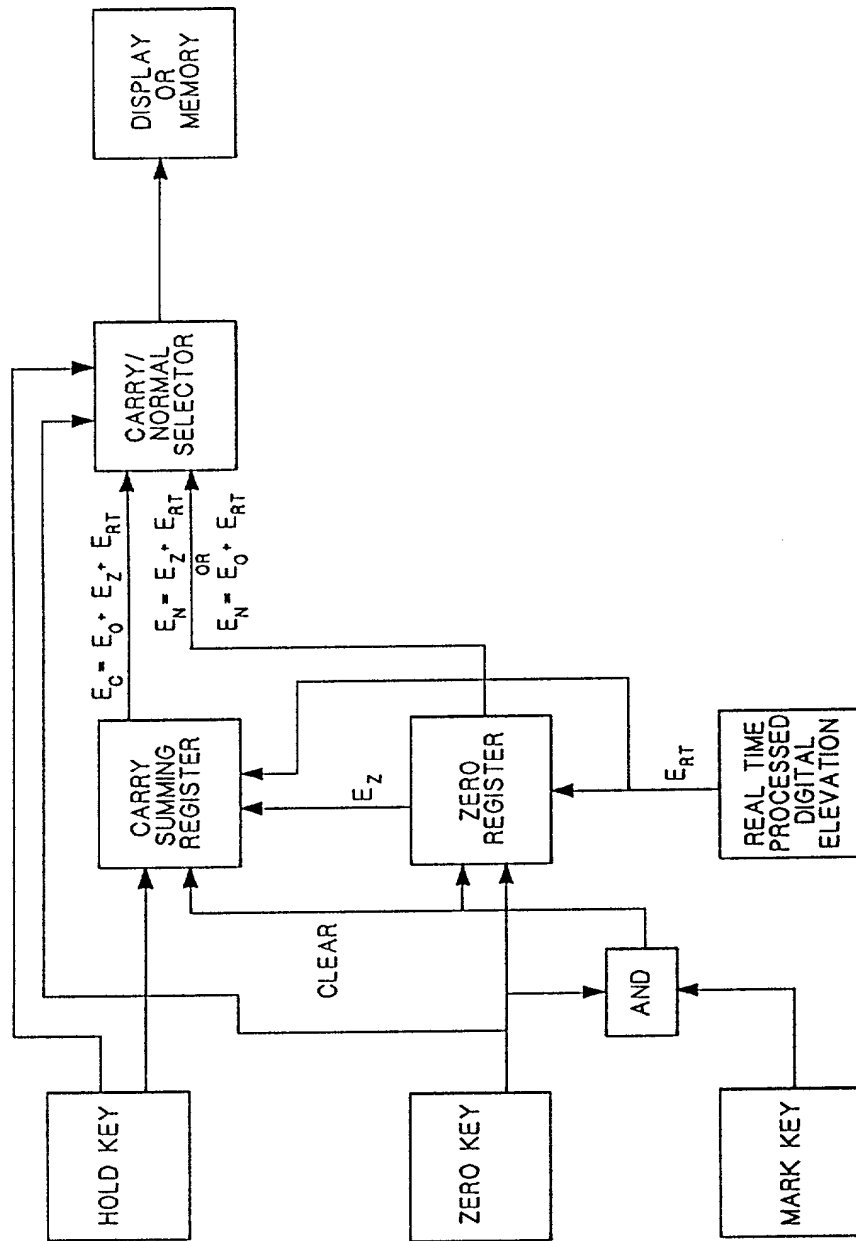 HOLD KEY
ZERO KEY
MARK KEY
CLEAR
AND
CARRY
SUMMING
REGISTER
E_Z
ZERO
REGISTER
E_RT
REAL TIME
PROCESSED
DIGITAL
ELEVATION
E_C = E_O + E_Z + E_RT
E_N = E_Z + E_RT
OR
E_N = E_O + E_RT
CARRY/
NORMAL
SELECTOR
DISPLAY
OR
MEMORY